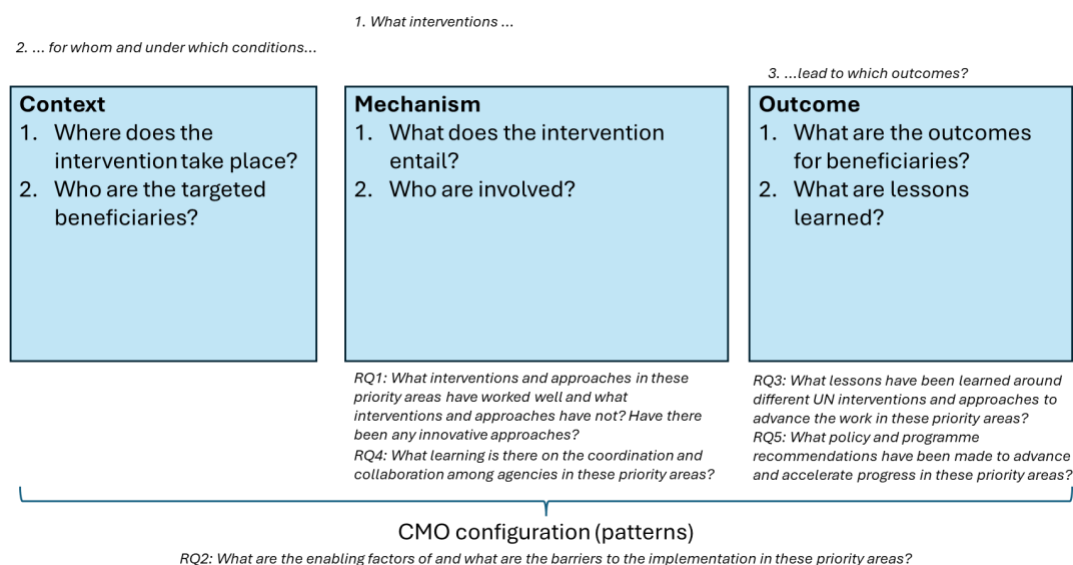 1. What interventions ...
2. ... for whom and under which conditions...
3. ...lead to which outcomes?
Context
1. Where does the
intervention take place?
2. Who are the targeted
beneficiaries?
Mechanism
1. What does the intervention
entail?
2. Who are involved?
Outcome
1. What are the outcomes
for beneficiaries?
2. What are lessons
learned?
RQ1: What interventions and approaches in these
priority areas have worked well and what
interventions and approaches have not? Have there
been any innovative approaches?
RQ4: What learning is there on the coordination and
collaboration among agencies in these priority areas?
RQ3: What lessons have been learned around
different UN interventions and approaches to
advance the work in these priority areas?
RQ5: What policy and programme
recommendations have been made to advance
and accelerate progress in these priority areas?
CMO configuration (patterns)
RQ2: What are the enabling factors of and what are the barriers to the implementation in these priority areas?